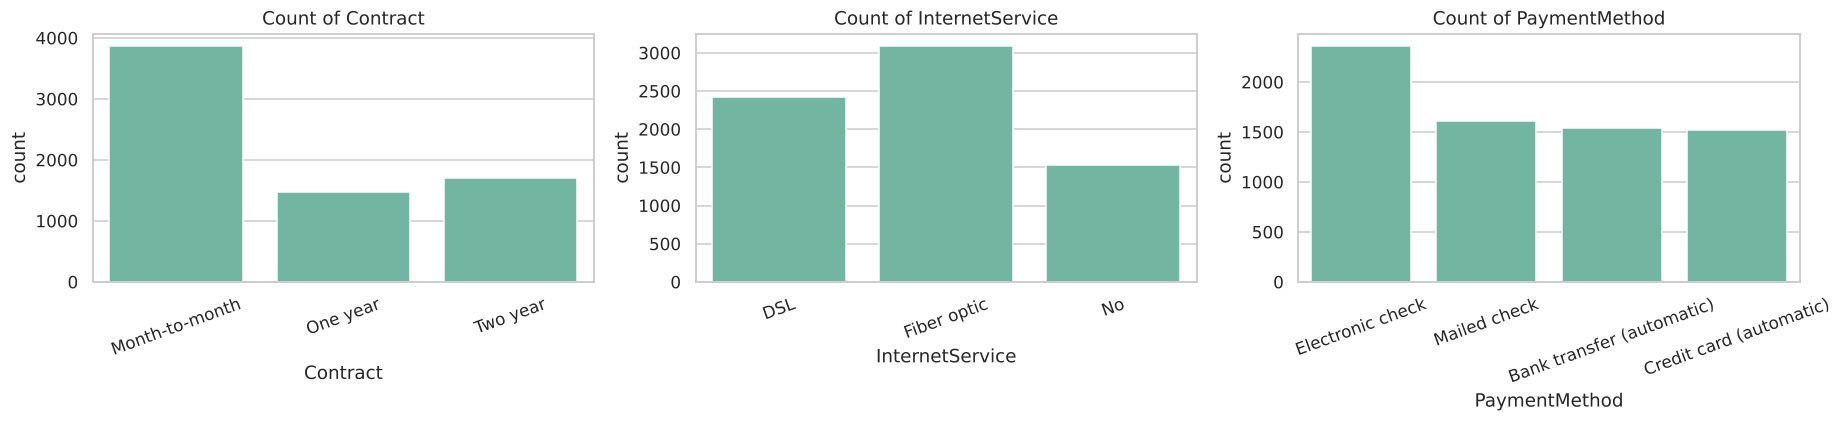 Count of Contract
4000
3000
2000
1000
0
count
Month-to-month
One year
Two year
Contract
Count of InternetService
3000
2500
2000
1500
1000
500
0
count
DSL
Fiber optic
No
InternetService
Count of PaymentMethod
2000
1500
1000
500
0
count
Electronic check
Mailed check
Bank transfer (automatic)
Credit card (automatic)
PaymentMethod